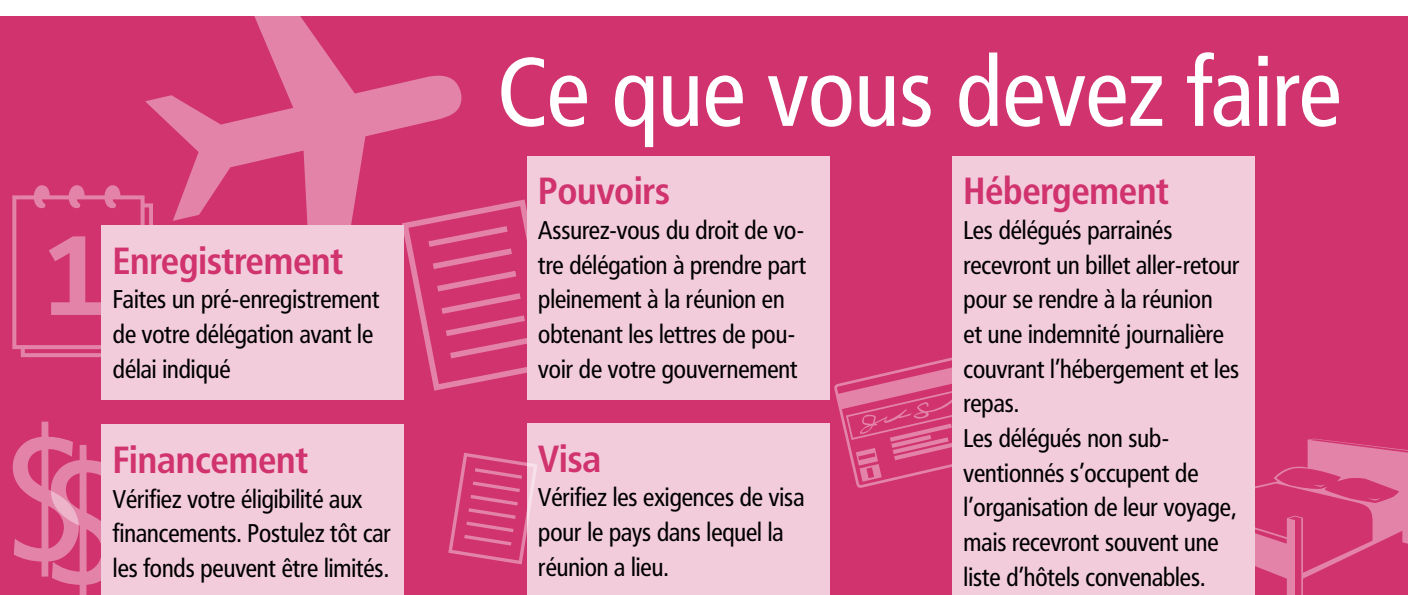 Ce que vous devez faire
1
Enregistrement
Faites un pré-enregistrement
de votre délégation avant le
délai indiqué
Financement
Vérifiez votre éligibilité aux
financements. Postulez tôt car
les fonds peuvent être limités.
Pouvoirs
Assurez-vous du droit de vo-
tre délégation à prendre part
pleinement à la réunion en
obtenant les lettres de pou-
voir de votre gouvernement
Visa
Vérifiez les exigences de visa
pour le pays dans lequel la
réunion a lieu.
Hébergement
Les délégués parrainés
recevront un billet aller-retour
pour se rendre à la réunion
et une indemnité journalière
couvrant l’hébergement et les
repas.
Les délégués non sub-
ventionnés s’occupent de
l’organisation de leur voyage,
mais recevront souvent une
liste d’hôtels convenables.